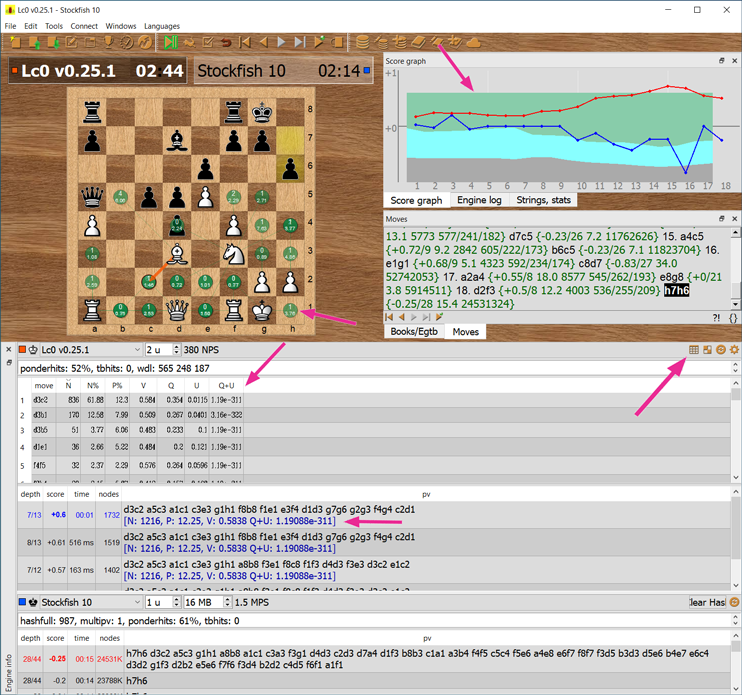 Lc0 v0.25.1 - Stockfish 10
File Edit Tools Connect Windows Languages
Lc0 v0.25.1 02:44 Stockfish 10 02:14
8
7
6
5
4
3
2
1
a b c d e f g h
Score graph
+1
+0
1 2 3 4 5 6 7 8 9 10 11 12 13 14 15 16 17 18
Score graph Engine log Strings, stats
Moves
13.1 5773 577/241/182} d7c5 {-0.23/26 7.2 11762626} 15. a4c5
{+0.72/9 9.2 2842 605/222/173} b6c5 {-0.23/26 7.1 11823704} 16.
e1g1 {+0.68/9 5.1 4323 592/234/174} c8d7 {-0.83/27 34.0
52742053} 17. a2a4 {+0.55/8 18.0 8577 545/262/193} e8g8 {+0/21
3.8 5914511} 18. d2f3 {+0.5/8 12.2 4003 536/255/209} h7h6
{-0.25/28 15.4 24531324}
?! {}
Books/Egtb Moves
Lc0 v0.25.1 2 u 380 NPS
ponderhits: 52%, tbhits: 0, wdl: 565 248 187
move N N% P% V Q U Q+U
1 d3c2 836 61.88 12.3 0.584 0.354 0.0115 1.19e-311
2 d3b1 170 12.58 7.99 0.509 0.267 0.0401 3.16e-322
3 d3b5 51 3.77 6.06 0.483 0.233 0.1 1.19e-311
4 d1e1 36 2.66 5.22 0.484 0.2 0.121 1.19e-311
5 f4f5 32 2.37 2.29 0.576 0.264 0.0596 1.19e-311
depth score time nodes pv
7/13 +0.6 00:01 1732 d3c2 a5c3 a1c1 c3e3 g1h1 f8b8 f1e1 e3f4 d1d3 g7g6 g2g3 f4g4 c2d1
[N: 1216, P: 12.25, V: 0.5838 Q+U: 1.19088e-311]
8/13 +0.61 516 ms 1519 d3c2 a5c3 a1c1 c3e3 g1h1 f8b8 f1e1 e3f4 d1d3 g7g6 g2g3 f4g4 c2d1
[N: 1216, P: 12.25, V: 0.5838 Q+U: 1.19088e-311]
7/12 +0.57 163 ms 1402 d3c2 a5c3 a1c1 c3e3 g1h1 a8b8 f3e1 f8c8 f1f3 d4d3 f3e3 d3c2 e1c2
[N: 1216, P: 12.25, V: 0.5838 Q+U: 1.19088e-311]
Stockfish 10 1 u 16 MB 1.5 MPS lear Hash
hashfull: 987, multipv: 1, ponderhits: 61%, tbhits: 0
depth score time nodes pv
28/44 -0.25 00:15 24531K h7h6 d3c2 a5c3 g1h1 a8b8 a1c1 c3a3 f3g1 d4d3 c2d3 d7a4 d1f3 b8b3 c1a1 a3b4 f4f5 c5c4 f5e6 a4e8 e6f7 f8f7 f3d5 b3d3 d5e6 b4e7 e6c4
d3d2 g1f3 d2b2 e5e6 f7f6 f3d4 b2d2 c4d5 f6f1 a1f1
28/44 -0.2 00:14 23788K h7h6
Engine info